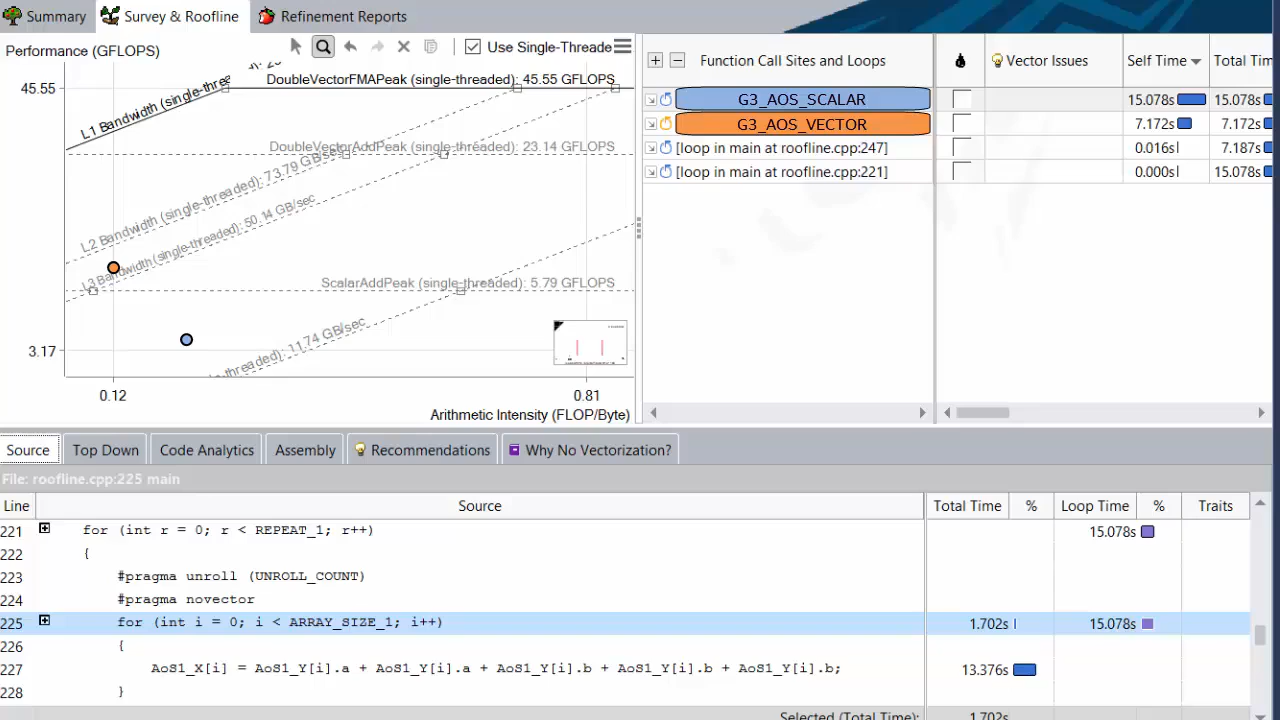 Summary
Survey & Roofline
Refinement Reports
Performance (GFLOPS)
Use Single-Threade
45.55
3.17
0.12
0.81
Arithmetic Intensity (FLOP/Byte)
L1 Bandwidth (single-thre
DoubleVectorFMAPeak (single-threaded): 45.55 GFLOPS
DoubleVectorAddPeak (single-threaded): 23.14 GFLOPS
L2 Bandwidth (single-threaded): 73.79 GB/sec
L3 Bandwidth (single-threaded): 50.14 GB/sec
ScalarAddPeak (single-threaded): 5.79 GFLOPS
-threaded): 11.74 GB/sec
Function Call Sites and Loops
Vector Issues
Self Time
Total Tim
G3_AOS_SCALAR
15.078s
15.078s
G3_AOS_VECTOR
7.172s
7.172s
[loop in main at roofline.cpp:247]
0.016s
7.187s
[loop in main at roofline.cpp:221]
0.000s
15.078s
Source
Top Down
Code Analytics
Assembly
Recommendations
Why No Vectorization?
File: roofline.cpp:225 main
Line
Source
Total Time
%
Loop Time
%
Traits
221 for (int r = 0; r < REPEAT_1; r++) 15.078s
222 {
223 #pragma unroll (UNROLL_COUNT)
224 #pragma novector
225 for (int i = 0; i < ARRAY_SIZE_1; i++) 1.702s 15.078s
226 {
227 AoS1_X[i] = AoS1_Y[i].a + AoS1_Y[i].a + AoS1_Y[i].b + AoS1_Y[i].b + AoS1_Y[i].b; 13.376s
228 }
Selected (Total Time): 1.702s